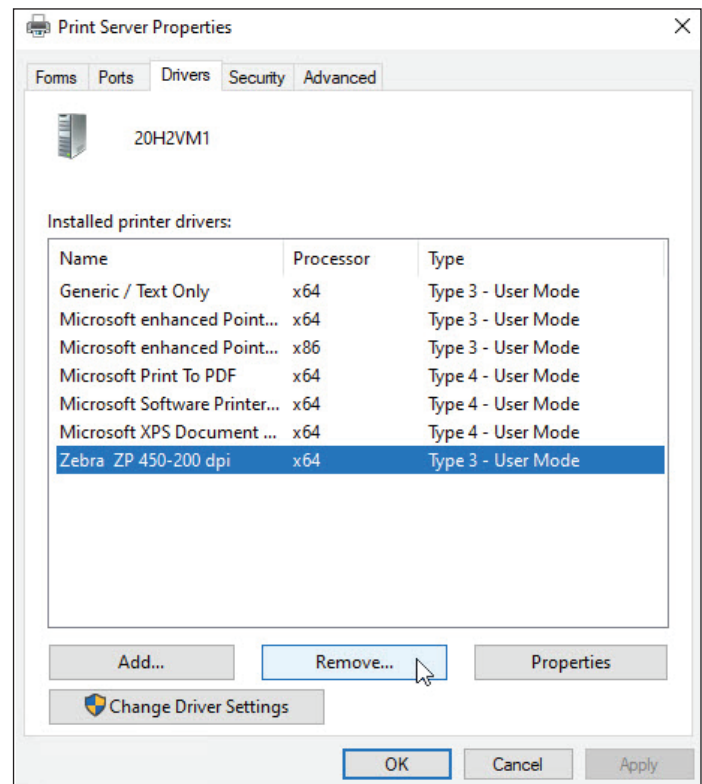 Print Server Properties
Forms Ports Drivers Security Advanced
20H2VM1
Installed printer drivers:
Name Processor Type
Generic / Text Only x64 Type 3 - User Mode
Microsoft enhanced Point... x64 Type 3 - User Mode
Microsoft enhanced Point... x86 Type 3 - User Mode
Microsoft Print To PDF x64 Type 4 - User Mode
Microsoft Software Printer... x64 Type 4 - User Mode
Microsoft XPS Document ... x64 Type 4 - User Mode
Zebra ZP 450-200 dpi x64 Type 3 - User Mode
Add... Remove... Properties
Change Driver Settings
OK Cancel Apply